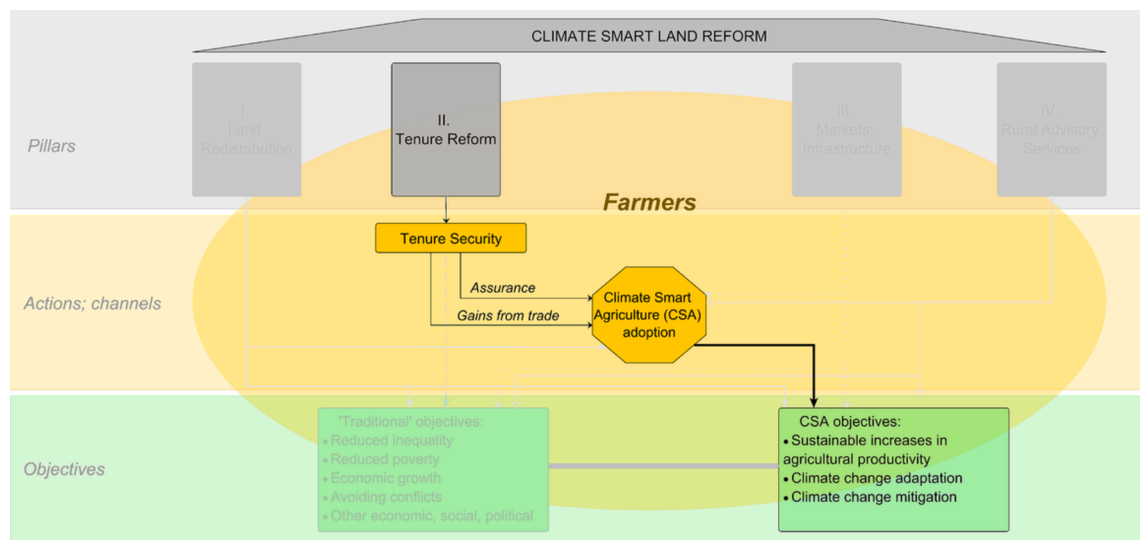 CLIMATE SMART LAND REFORM
I.
Land
Redistribution
II.
Tenure Reform
III.
Markets
Infrastructure
IV.
Rural Advisory
Services
Pillars
Farmers
Tenure Security
Actions; channels
Assurance
Gains from trade
Climate Smart
Agriculture (CSA)
adoption
Objectives
'Traditional' objectives:
• Reduced inequality
• Reduced poverty
• Economic growth
• Avoiding conflicts
• Other economic, social, political
CSA objectives:
• Sustainable increases in
agricultural productivity
• Climate change adaptation
• Climate change mitigation